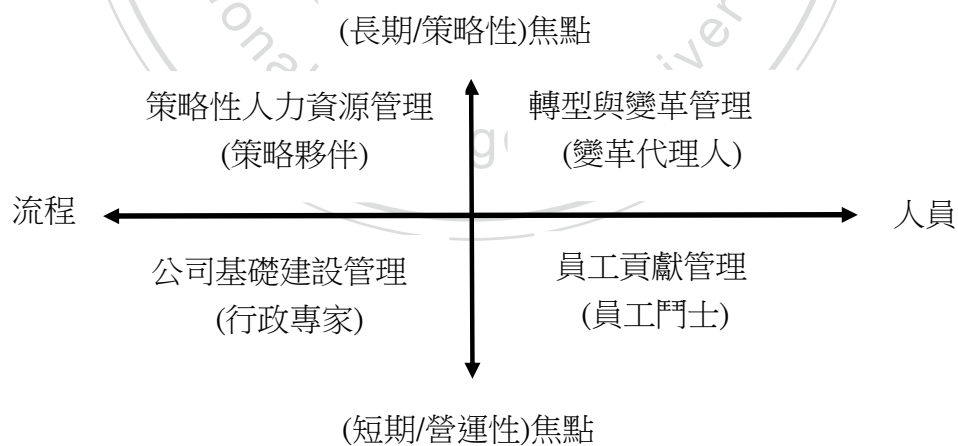 (長期/策略性)焦點
策略性人力資源管理 轉型與變革管理
(策略夥伴) (變革代理人)
流程 人員
公司基礎建設管理 員工貢獻管理
(行政專家) (員工鬥士)
(短期/營運性)焦點